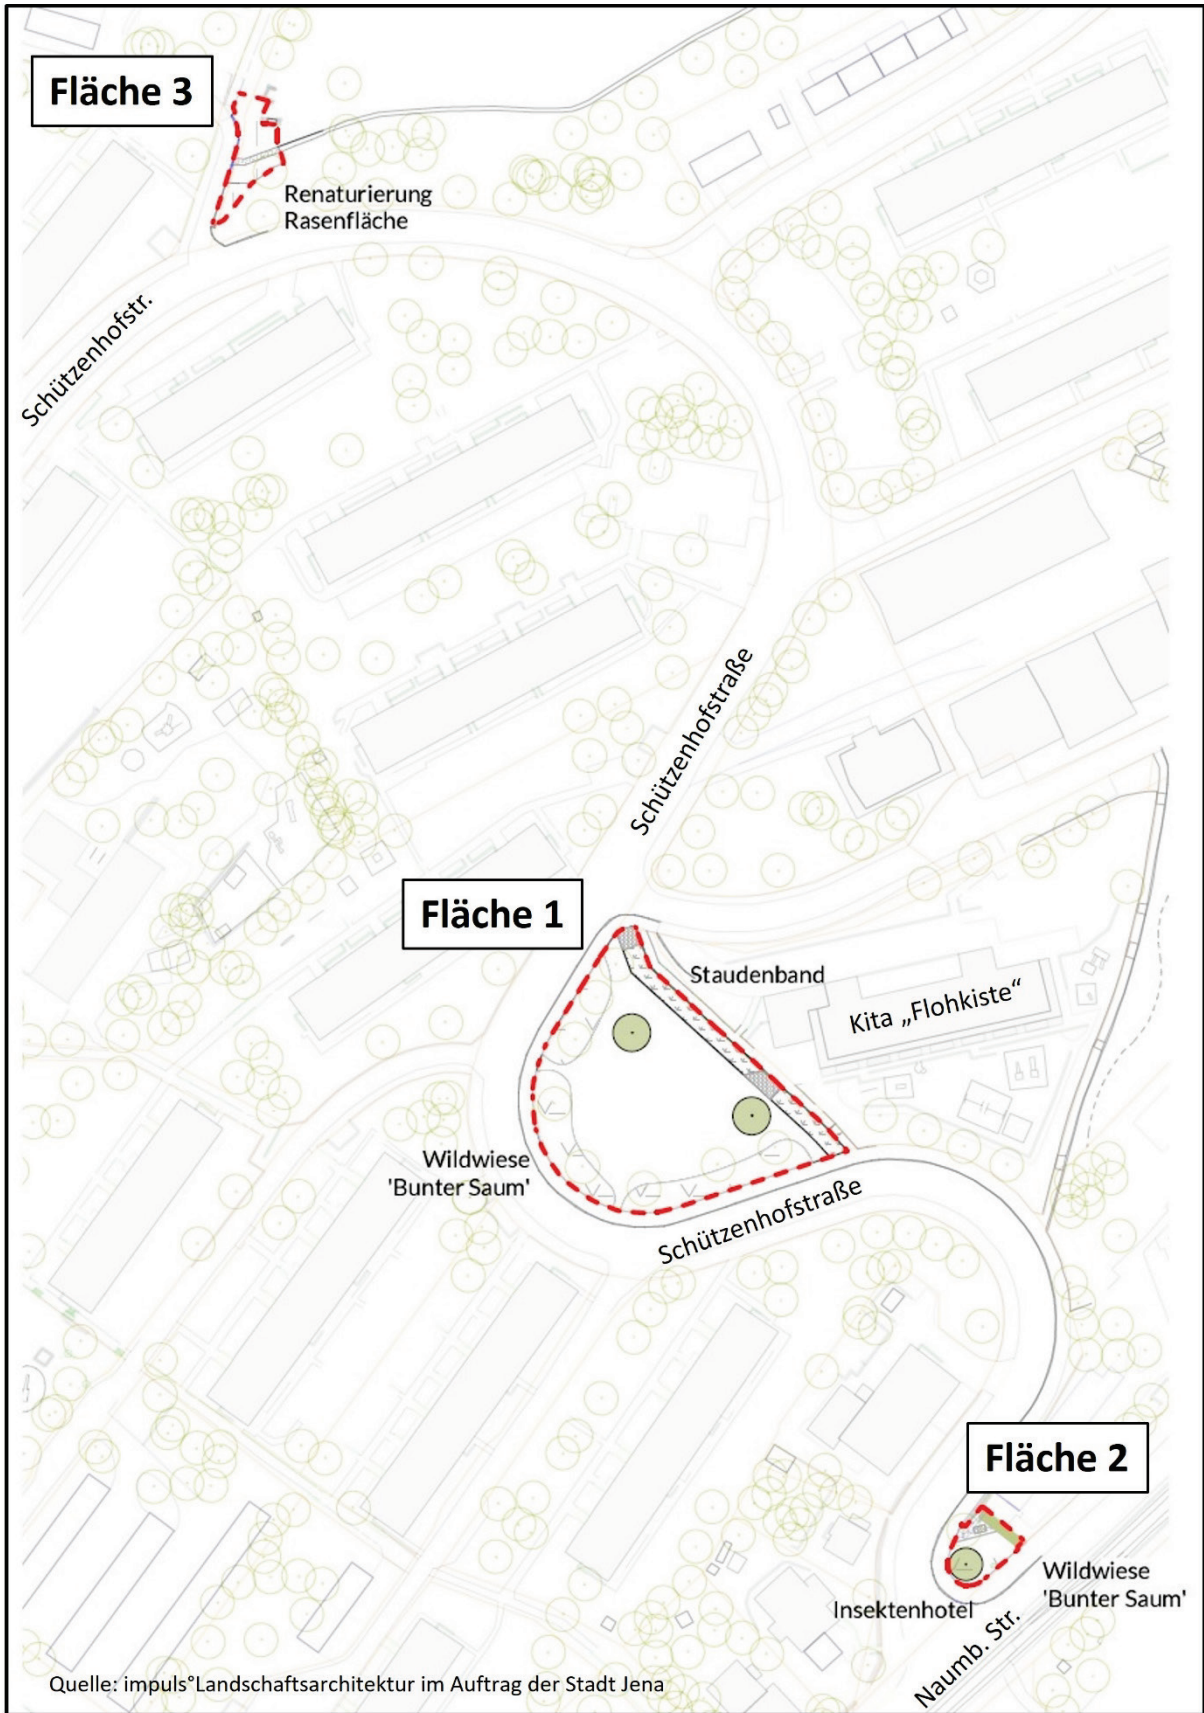 Fläche 3
Renaturierung
Rasenfläche
Schützenhofstr.
Schützenhofstraße
Fläche 1
Staudenband
Kita „Flohkiste“
Wildwiese
'Bunter Saum'
Schützenhofstraße
Fläche 2
Wildwiese
'Bunter Saum'
Insektenhotel
Naumb. Str.
Quelle: impuls°Landschaftsarchitektur im Auftrag der Stadt Jena